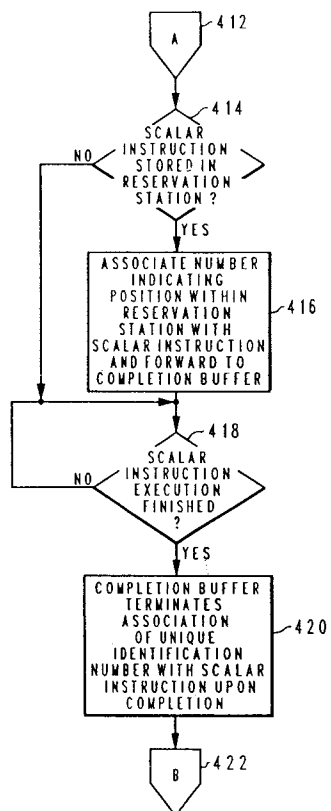 A
412
414
SCALAR
INSTRUCTION
STORED IN
RESERVATION
STATION ?
NO
YES
ASSOCIATE NUMBER
INDICATING
POSITION WITHIN
RESERVATION
STATION WITH
SCALAR INSTRUCTION
AND FORWARD TO
COMPLETION BUFFER
416
418
SCALAR
INSTRUCTION
EXECUTION
FINISHED
?
NO
YES
COMPLETION BUFFER
TERMINATES
ASSOCIATION
OF UNIQUE
IDENTIFICATION
NUMBER WITH SCALAR
INSTRUCTION UPON
COMPLETION
420
B
422